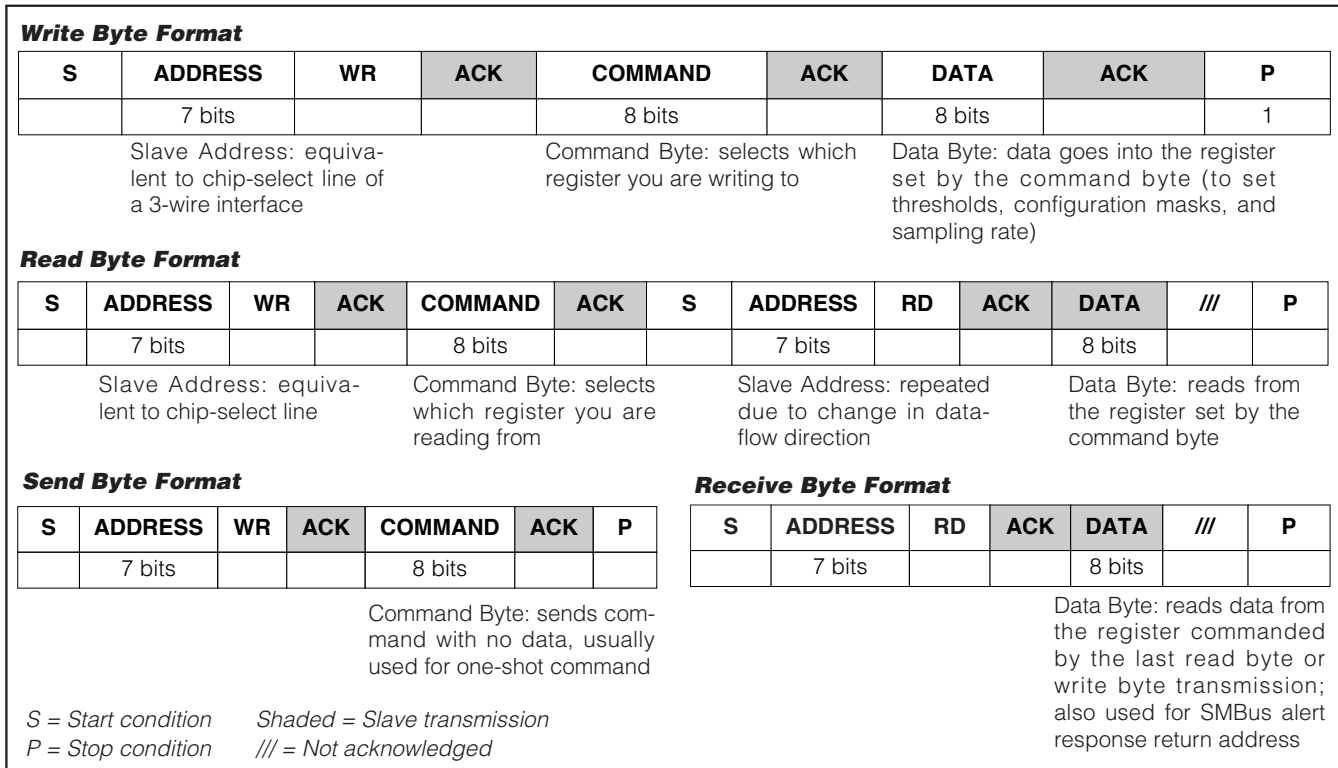 Write Byte Format
S ADDRESS WR ACK COMMAND ACK DATA ACK P
7 bits 8 bits 8 bits 1
Slave Address: equiva-
lent to chip-select line of
a 3-wire interface
Command Byte: selects which
register you are writing to
Data Byte: data goes into the register
set by the command byte (to set
thresholds, configuration masks, and
sampling rate)
Read Byte Format
S ADDRESS WR ACK COMMAND ACK S ADDRESS RD ACK DATA /// P
7 bits 8 bits 7 bits 8 bits
Slave Address: equiva-
lent to chip-select line
Command Byte: selects
which register you are
reading from
Slave Address: repeated
due to change in data-
flow direction
Data Byte: reads from
the register set by the
command byte
Send Byte Format
S ADDRESS WR ACK COMMAND ACK P
7 bits 8 bits
Command Byte: sends com-
mand with no data, usually
used for one-shot command
Receive Byte Format
S ADDRESS RD ACK DATA /// P
7 bits 8 bits
Data Byte: reads data from
the register commanded
by the last read byte or
write byte transmission;
also used for SMBus alert
response return address
S = Start condition Shaded = Slave transmission
P = Stop condition /// = Not acknowledged